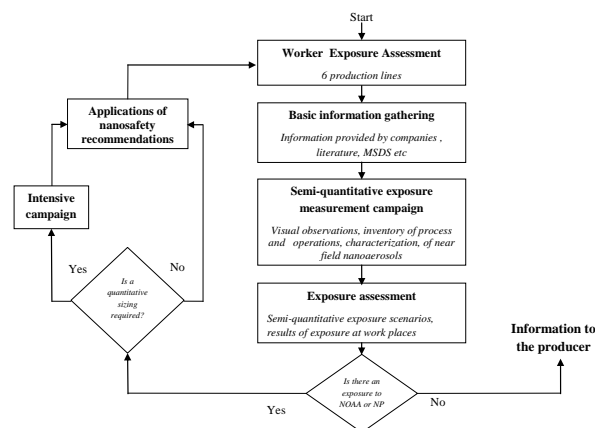 Start
Worker Exposure Assessment
6 production lines
Basic information gathering
Information provided by companies ,
literature, MSDS etc
Semi-quantitative exposure
measurement campaign
Visual observations, inventory of process
and operations, characterization, of near
field nanoaerosols
Exposure assessment
Semi-quantitative exposure scenarios,
results of exposure at work places
Is there an
exposure to
NOAA or NP
Yes
No
Information to
the producer
Is a
quantitative
sizing
required?
Yes
No
Intensive
campaign
Applications of
nanosafety
recommendations